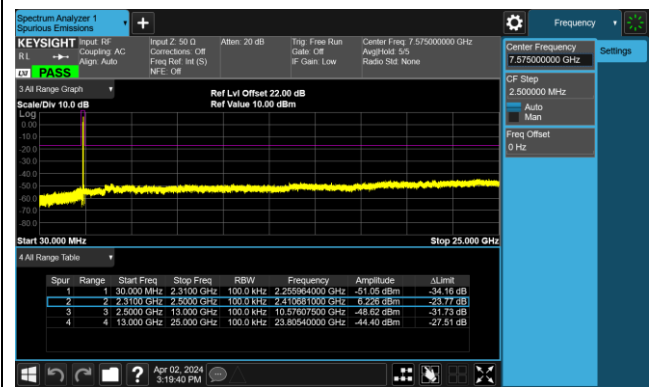 Spectrum Analyzer 1
Spurious Emissions
+
Frequency
KEYSIGHT Input: RF Input Z: 50 Ω Atten: 20 dB Trig: Free Run Center Freq: 7.575000000 GHz
RL Coupling: AC Corrections: Off Gate: Off Avg|Hold: 5/5
Align: Auto Freq Ref: Int (S) IF Gain: Low Radio Std: None
LXI PASS NFE: Off
Center Frequency
7.575000000 GHz
Settings
CF Step
2.500000 MHz
Auto
Man
Freq Offset
0 Hz
3 All Range Graph
Ref Lvl Offset 22.00 dB
Scale/Div 10.0 dB Ref Value 10.00 dBm
Log
0.00
-10.0
-20.0
-30.0
-40.0
-50.0
-60.0
-70.0
-80.0
Start 30.000 MHz Stop 25.000 GHz
4 All Range Table
Spur Range Start Freq Stop Freq RBW Frequency Amplitude ΔLimit
1 1 30.000 MHz 2.3100 GHz 100.0 kHz 2.255964000 GHz -51.05 dBm -34.16 dB
2 2 2.3100 GHz 2.5000 GHz 100.0 kHz 2.410681000 GHz 6.226 dBm -23.77 dB
3 3 2.5000 GHz 13.000 GHz 100.0 kHz 10.57607500 GHz -48.62 dBm -31.73 dB
4 4 13.000 GHz 25.000 GHz 100.0 kHz 23.80540000 GHz -44.40 dBm -27.51 dB
? Apr 02, 2024
3:19:40 PM